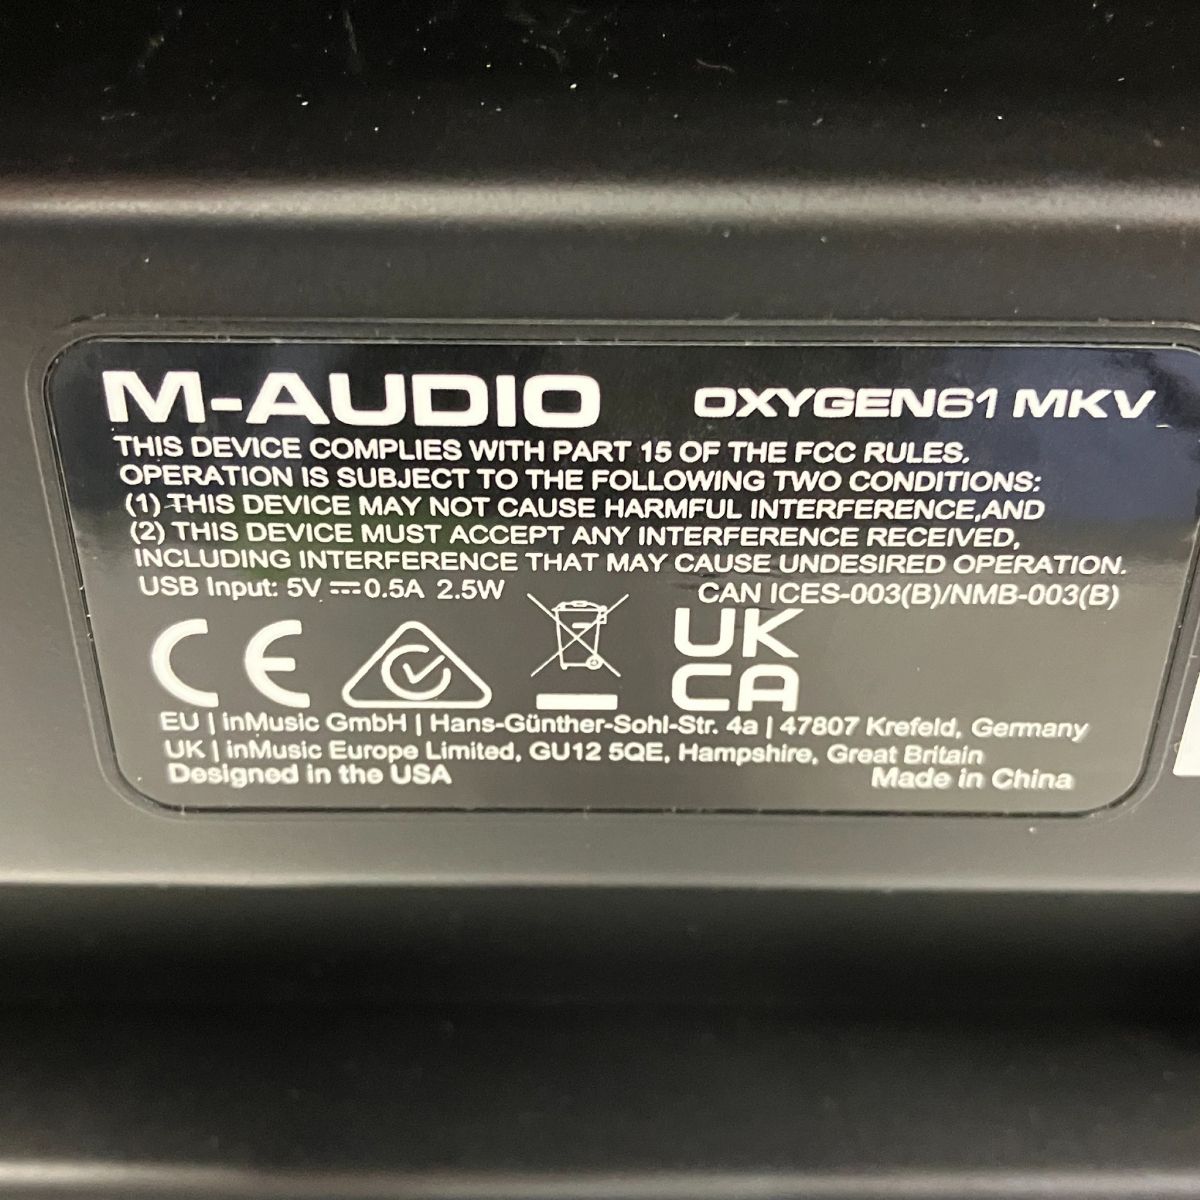 M-AUDIO OXYGEN61 MKV
THIS DEVICE COMPLIES WITH PART 15 OF THE FCC RULES.
OPERATION IS SUBJECT TO THE FOLLOWING TWO CONDITIONS:
(1) THIS DEVICE MAY NOT CAUSE HARMFUL INTERFERENCE,AND
(2) THIS DEVICE MUST ACCEPT ANY INTERFERENCE RECEIVED,
INCLUDING INTERFERENCE THAT MAY CAUSE UNDESIRED OPERATION.
USB Input: 5V ⎓0.5A 2.5W CAN ICES-003(B)/NMB-003(B)
CE UK
CA
EU | inMusic GmbH | Hans-Günther-Sohl-Str. 4a | 47807 Krefeld, Germany
UK | inMusic Europe Limited, GU12 5QE, Hampshire, Great Britain
Designed in the USA Made in China